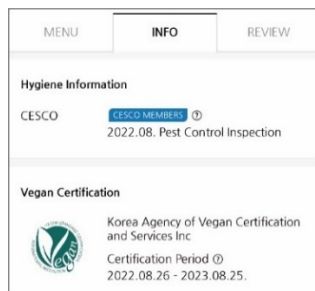 MENU INFO REVIEW
Hygiene Information
CESCO CESCO MEMBERS ?
2022.08. Pest Control Inspection
Vegan Certification
Vegan
Korea Agency of Vegan Certification
and Services Inc
Certification Period ?
2022.08.26 - 2023.08.25.